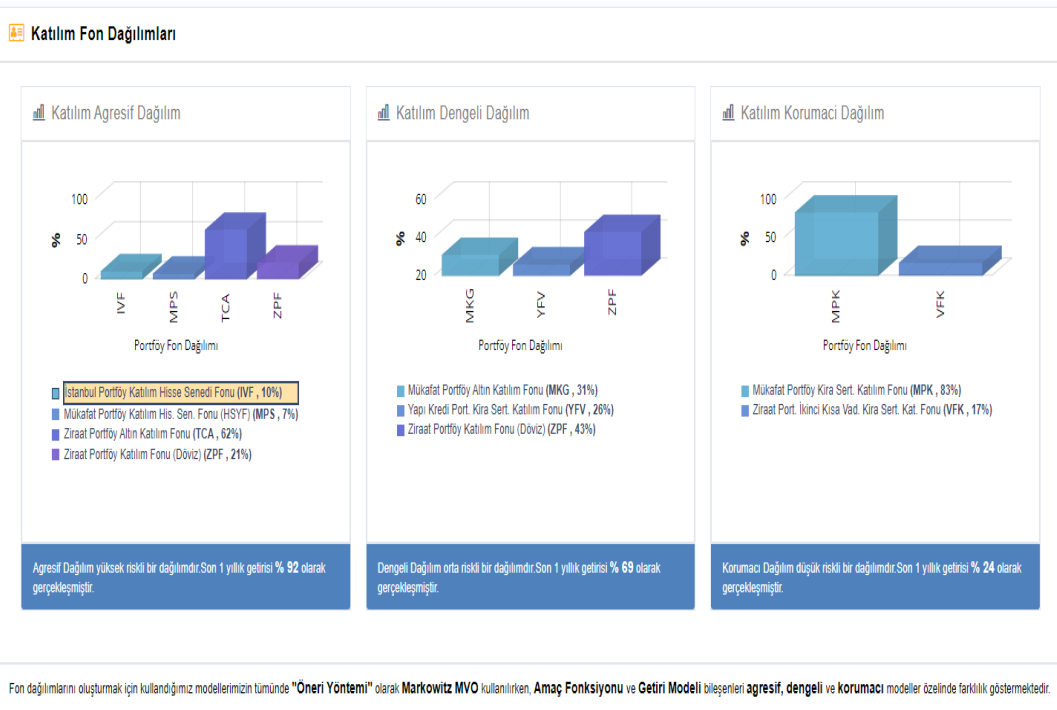 Katılım Fon Dağılımları
Katılım Agresif Dağılım
100
50
0
%
IVF
MPS
TCA
ZPF
Portföy Fon Dağılımı
İstanbul Portföy Katılım Hisse Senedi Fonu (IVF , 10%)
Mükafat Portföy Katılım His. Sen. Fonu (HSYF) (MPS , 7%)
Ziraat Portföy Altın Katılım Fonu (TCA , 62%)
Ziraat Portföy Katılım Fonu (Döviz) (ZPF , 21%)
Agresif Dağılım yüksek riskli bir dağılımdır.Son 1 yıllık getirisi % 92 olarak
gerçekleşmiştir.
Katılım Dengeli Dağılım
60
40
20
%
MKG
YFV
ZPF
Portföy Fon Dağılımı
Mükafat Portföy Altın Katılım Fonu (MKG , 31%)
Yapı Kredi Port. Kira Sert. Katılım Fonu (YFV , 26%)
Ziraat Portföy Katılım Fonu (Döviz) (ZPF , 43%)
Dengeli Dağılım orta riskli bir dağılımdır.Son 1 yıllık getirisi % 69 olarak
gerçekleşmiştir.
Katılım Korumaci Dağılım
100
50
0
%
MPK
VFK
Portföy Fon Dağılımı
Mükafat Portföy Kira Sert. Katılım Fonu (MPK , 83%)
Ziraat Port. İkinci Kısa Vad. Kira Sert. Kat. Fonu (VFK , 17%)
Korumacı Dağılım düşük riskli bir dağılımdır.Son 1 yıllık getirisi % 24 olarak
gerçekleşmiştir.
Fon dağılımlarını oluşturmak için kullandığımız modellerimizin tümünde "Öneri Yöntemi" olarak Markowitz MVO kullanılırken, Amaç Fonksiyonu ve Getiri Modeli bileşenleri agresif, dengeli ve korumacı modeller özelinde farklılık göstermektedir.